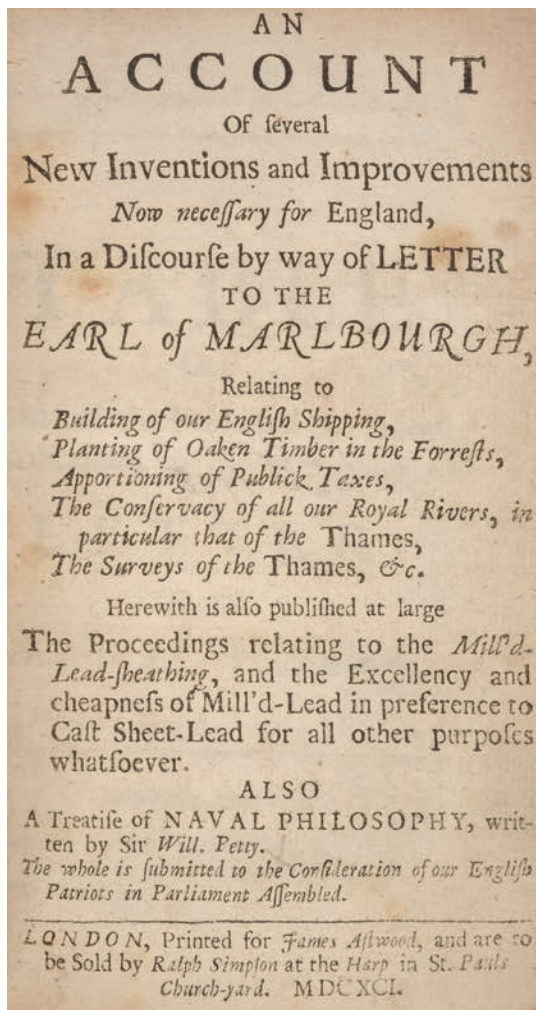 AN
ACCOUNT
Of ſeveral
New Inventions and Improvements
Now neceſſary for England,
In a Diſcourſe by way of LETTER
TO THE
EARL of MARLBOURGH,
Relating to
Building of our Engliſh Shipping,
Planting of Oaken Timber in the Forreſts,
Apportioning of Publick Taxes,
The Conſervacy of all our Royal Rivers, in
particular that of the Thames,
The Surveys of the Thames, &c.
Herewith is alſo publiſhed at large
The Proceedings relating to the Mill'd-
Lead-ſheathing, and the Excellency and
cheapneſs of Mill'd-Lead in preference to
Caſt Sheet-Lead for all other purpoſes
whatſoever.
ALSO
A Treatiſe of NAVAL PHILOSOPHY, writ-
ten by Sir Will. Petty.
The whole is ſubmitted to the Conſideration of our Engliſh
Patriots in Parliament Aſſembled.
LONDON, Printed for James Aſtwood, and are to
be Sold by Ralph Simpſon at the Harp in St. Pauls
Church-yard. MDCXCI.